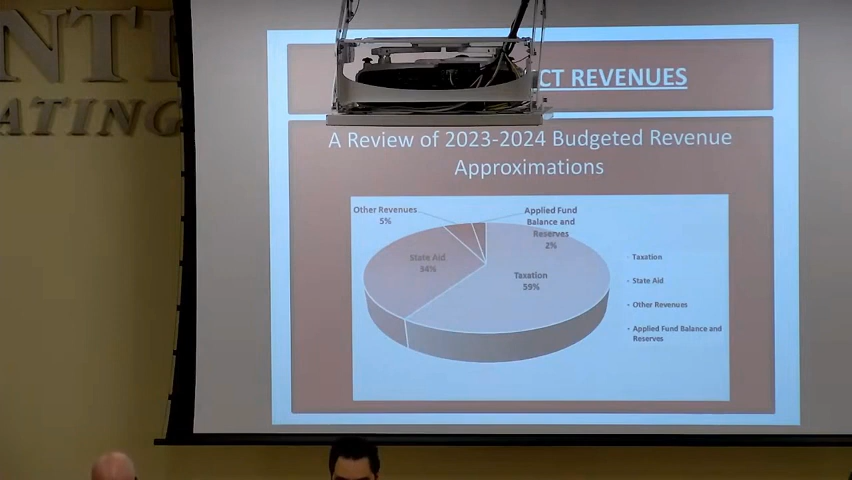 NT
ATING
CT REVENUES
A Review of 2023-2024 Budgeted Revenue
Approximations
Other Revenues
5%
Applied Fund
Balance and
Reserves
2%
State Aid
34%
Taxation
59%
Taxation
State Aid
Other Revenues
Applied Fund Balance and
Reserves